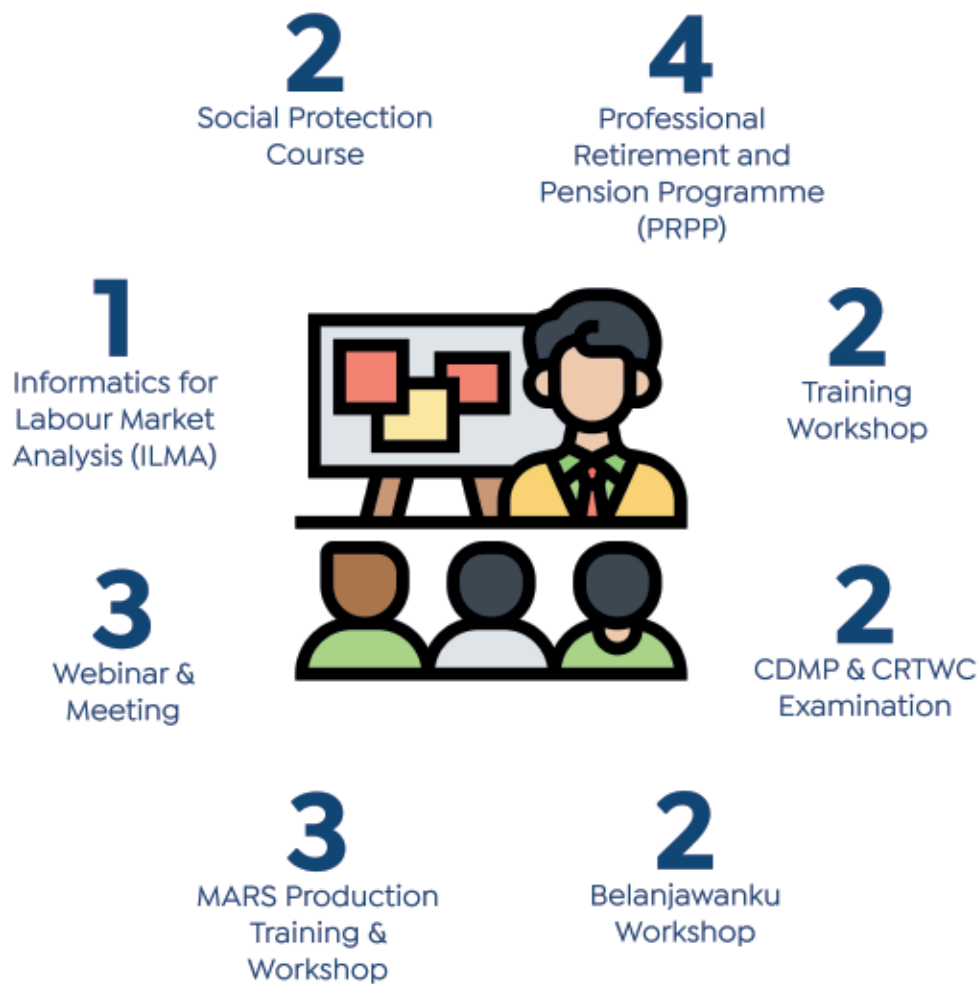 2
Social Protection
Course
4
Professional
Retirement and
Pension Programme
(PRPP)
1
Informatics for
Labour Market
Analysis (ILMA)
2
Training
Workshop
3
Webinar &
Meeting
2
CDMP & CRTWC
Examination
3
MARS Production
Training &
Workshop
2
Belanjawanku
Workshop